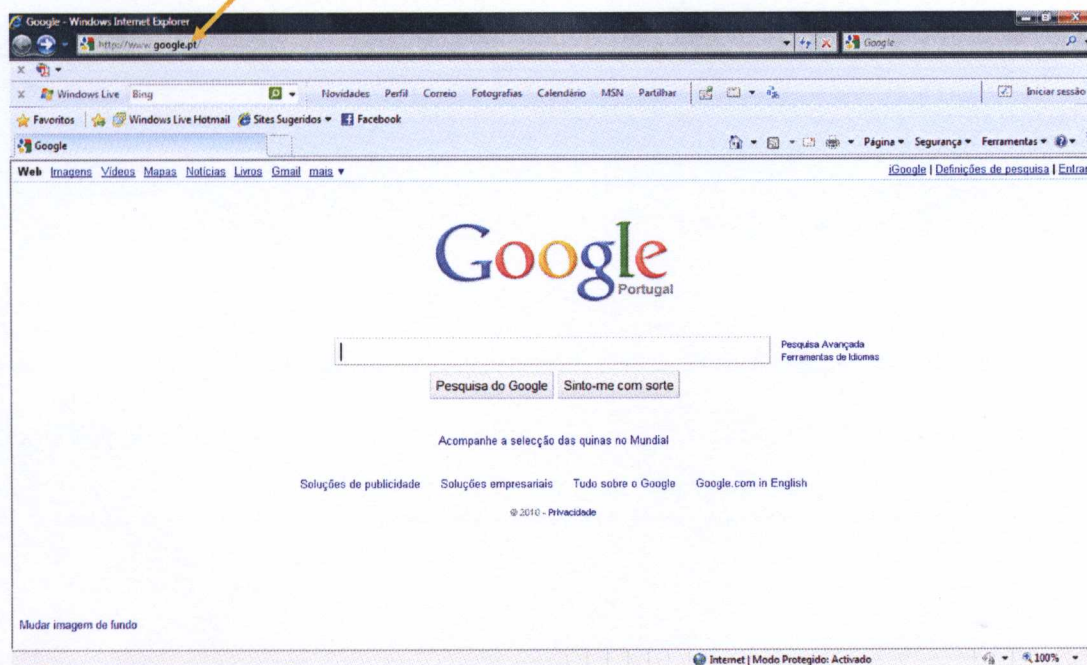 Google - Windows Internet Explorer
http://www.google.pt/
Google
Windows Live Bing Novidades Perfil Correio Fotografias Calendário MSN Partilhar Iniciar sessão
Favoritos Windows Live Hotmail Sites Sugeridos Facebook
Google Página Segurança Ferramentas
Web Imagens Vídeos Mapas Notícias Livros Gmail mais iGoogle | Definições de pesquisa | Entrar
Google
Portugal
Pesquisa Avançada
Ferramentas de Idiomas
Pesquisa do Google Sinto-me com sorte
Acompanhe a selecção das quinas no Mundial
Soluções de publicidade Soluções empresariais Tudo sobre o Google Google.com in English
© 2010 - Privacidade
Mudar imagem de fundo
Internet | Modo Protegido: Activado 100%